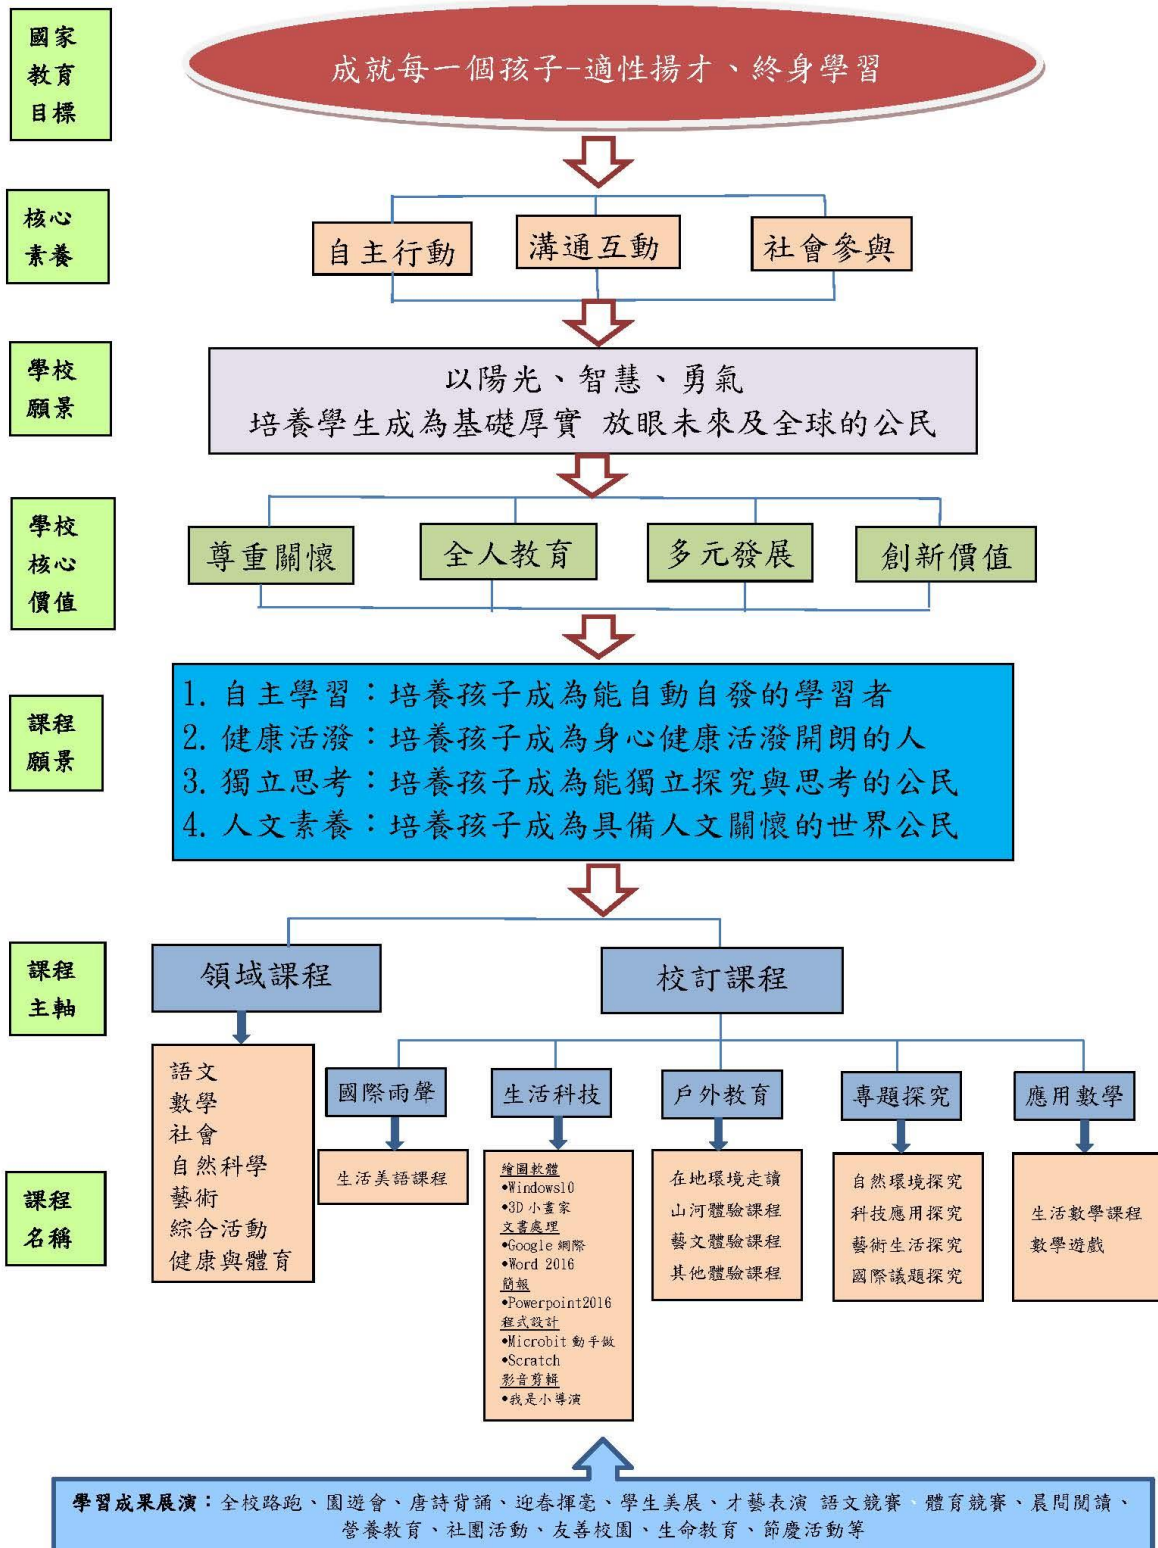 國家
教育
目標
成就每一個孩子-適性揚才、終身學習
核心
素養
自主行動
溝通互動
社會參與
學校
願景
以陽光、智慧、勇氣
培養學生成為基礎厚實 放眼未來及全球的公民
學校
核心
價值
尊重關懷
全人教育
多元發展
創新價值
課程
願景
1. 自主學習：培養孩子成為能自動自發的學習者
2. 健康活潑：培養孩子成為身心健康活潑開朗的人
3. 獨立思考：培養孩子成為能獨立探究與思考的公民
4. 人文素養：培養孩子成為具備人文關懷的世界公民
課程
主軸
領域課程
校訂課程
課程
名稱
語文
數學
社會
自然科學
藝術
綜合活動
健康與體育
國際雨聲
生活美語課程
生活科技
繪圖軟體
●Windows10
●3D 小畫家
文書處理
●Google 網際
●Word 2016
簡報
●Powerpoint2016
程式設計
●Microbit 動手做
●Scratch
影音剪輯
●我是小導演
戶外教育
在地環境走讀
山河體驗課程
藝文體驗課程
其他體驗課程
專題探究
自然環境探究
科技應用探究
藝術生活探究
國際議題探究
應用數學
生活數學課程
數學遊戲
學習成果展演：全校路跑、園遊會、唐詩背誦、迎春揮毫、學生美展、才藝表演 語文競賽、體育競賽、晨間閱讀、
營養教育、社團活動、友善校園、生命教育、節慶活動等